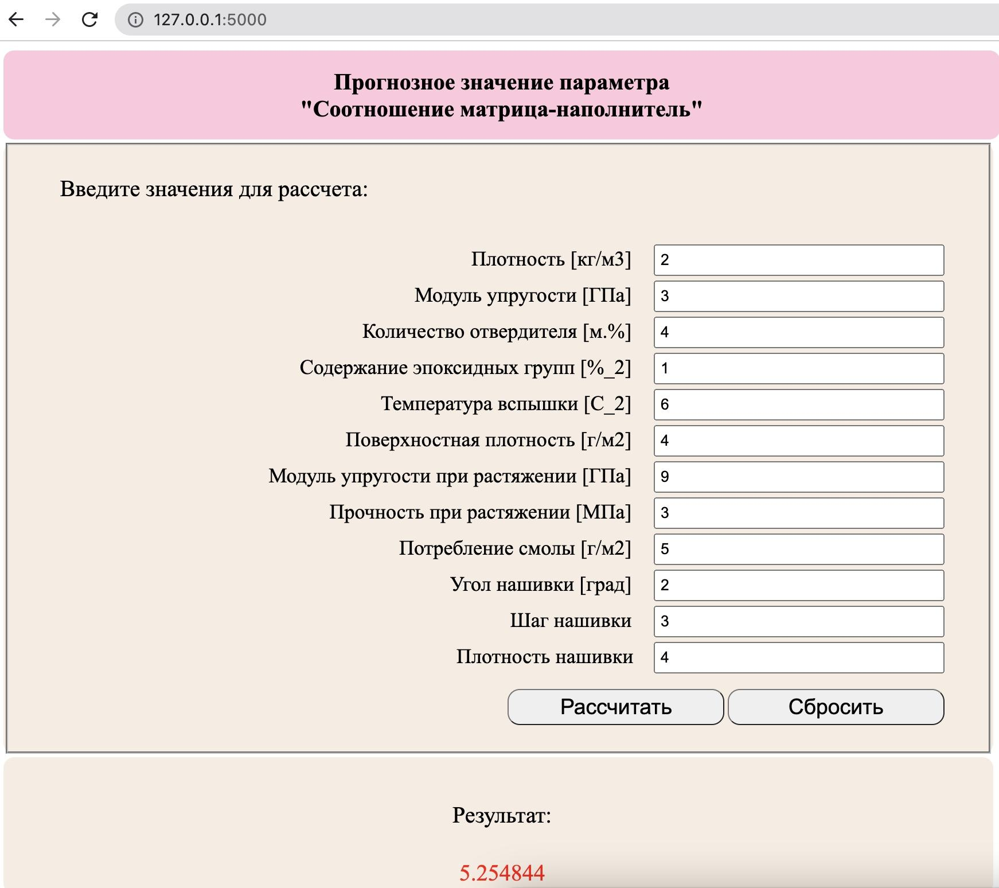 127.0.0.1:5000
Прогнозное значение параметра
"Соотношение матрица-наполнитель"
Введите значения для рассчета:
Плотность [кг/м3] 2
Модуль упругости [ГПа] 3
Количество отвердителя [м.%] 4
Содержание эпоксидных групп [%_2] 1
Температура вспышки [С_2] 6
Поверхностная плотность [г/м2] 4
Модуль упругости при растяжении [ГПа] 9
Прочность при растяжении [МПа] 3
Потребление смолы [г/м2] 5
Угол нашивки [град] 2
Шаг нашивки 3
Плотность нашивки 4
Рассчитать Сбросить
Результат:
5.254844